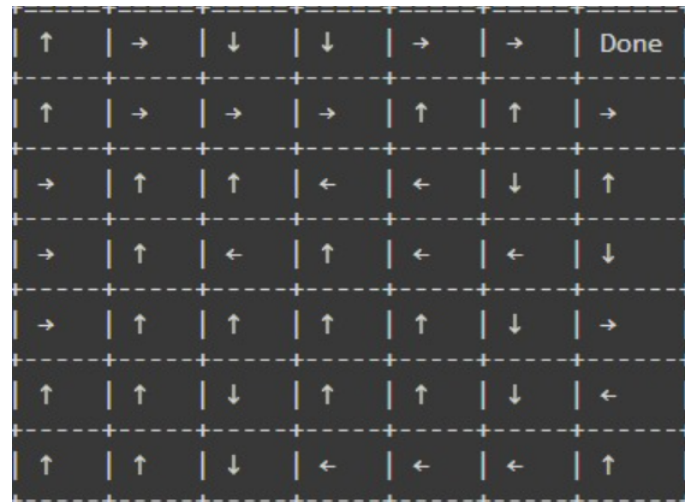 +-----+-----+-----+-----+-----+-----+-----
| ↑ | → | ↓ | ↓ | → | → | Done
+-----+-----+-----+-----+-----+-----+-----
| ↑ | → | → | → | ↑ | ↑ | →
+-----+-----+-----+-----+-----+-----+-----
| → | ↑ | ↑ | ← | ← | ↓ | ↑
+-----+-----+-----+-----+-----+-----+-----
| → | ↑ | ← | ↑ | ← | ← | ↓
+-----+-----+-----+-----+-----+-----+-----
| → | ↑ | ↑ | ↑ | ↑ | ↓ | →
+-----+-----+-----+-----+-----+-----+-----
| ↑ | ↑ | ↓ | ↑ | ↑ | ↓ | ←
+-----+-----+-----+-----+-----+-----+-----
| ↑ | ↑ | ↓ | ← | ← | ← | ↑
+-----+-----+-----+-----+-----+-----+-----